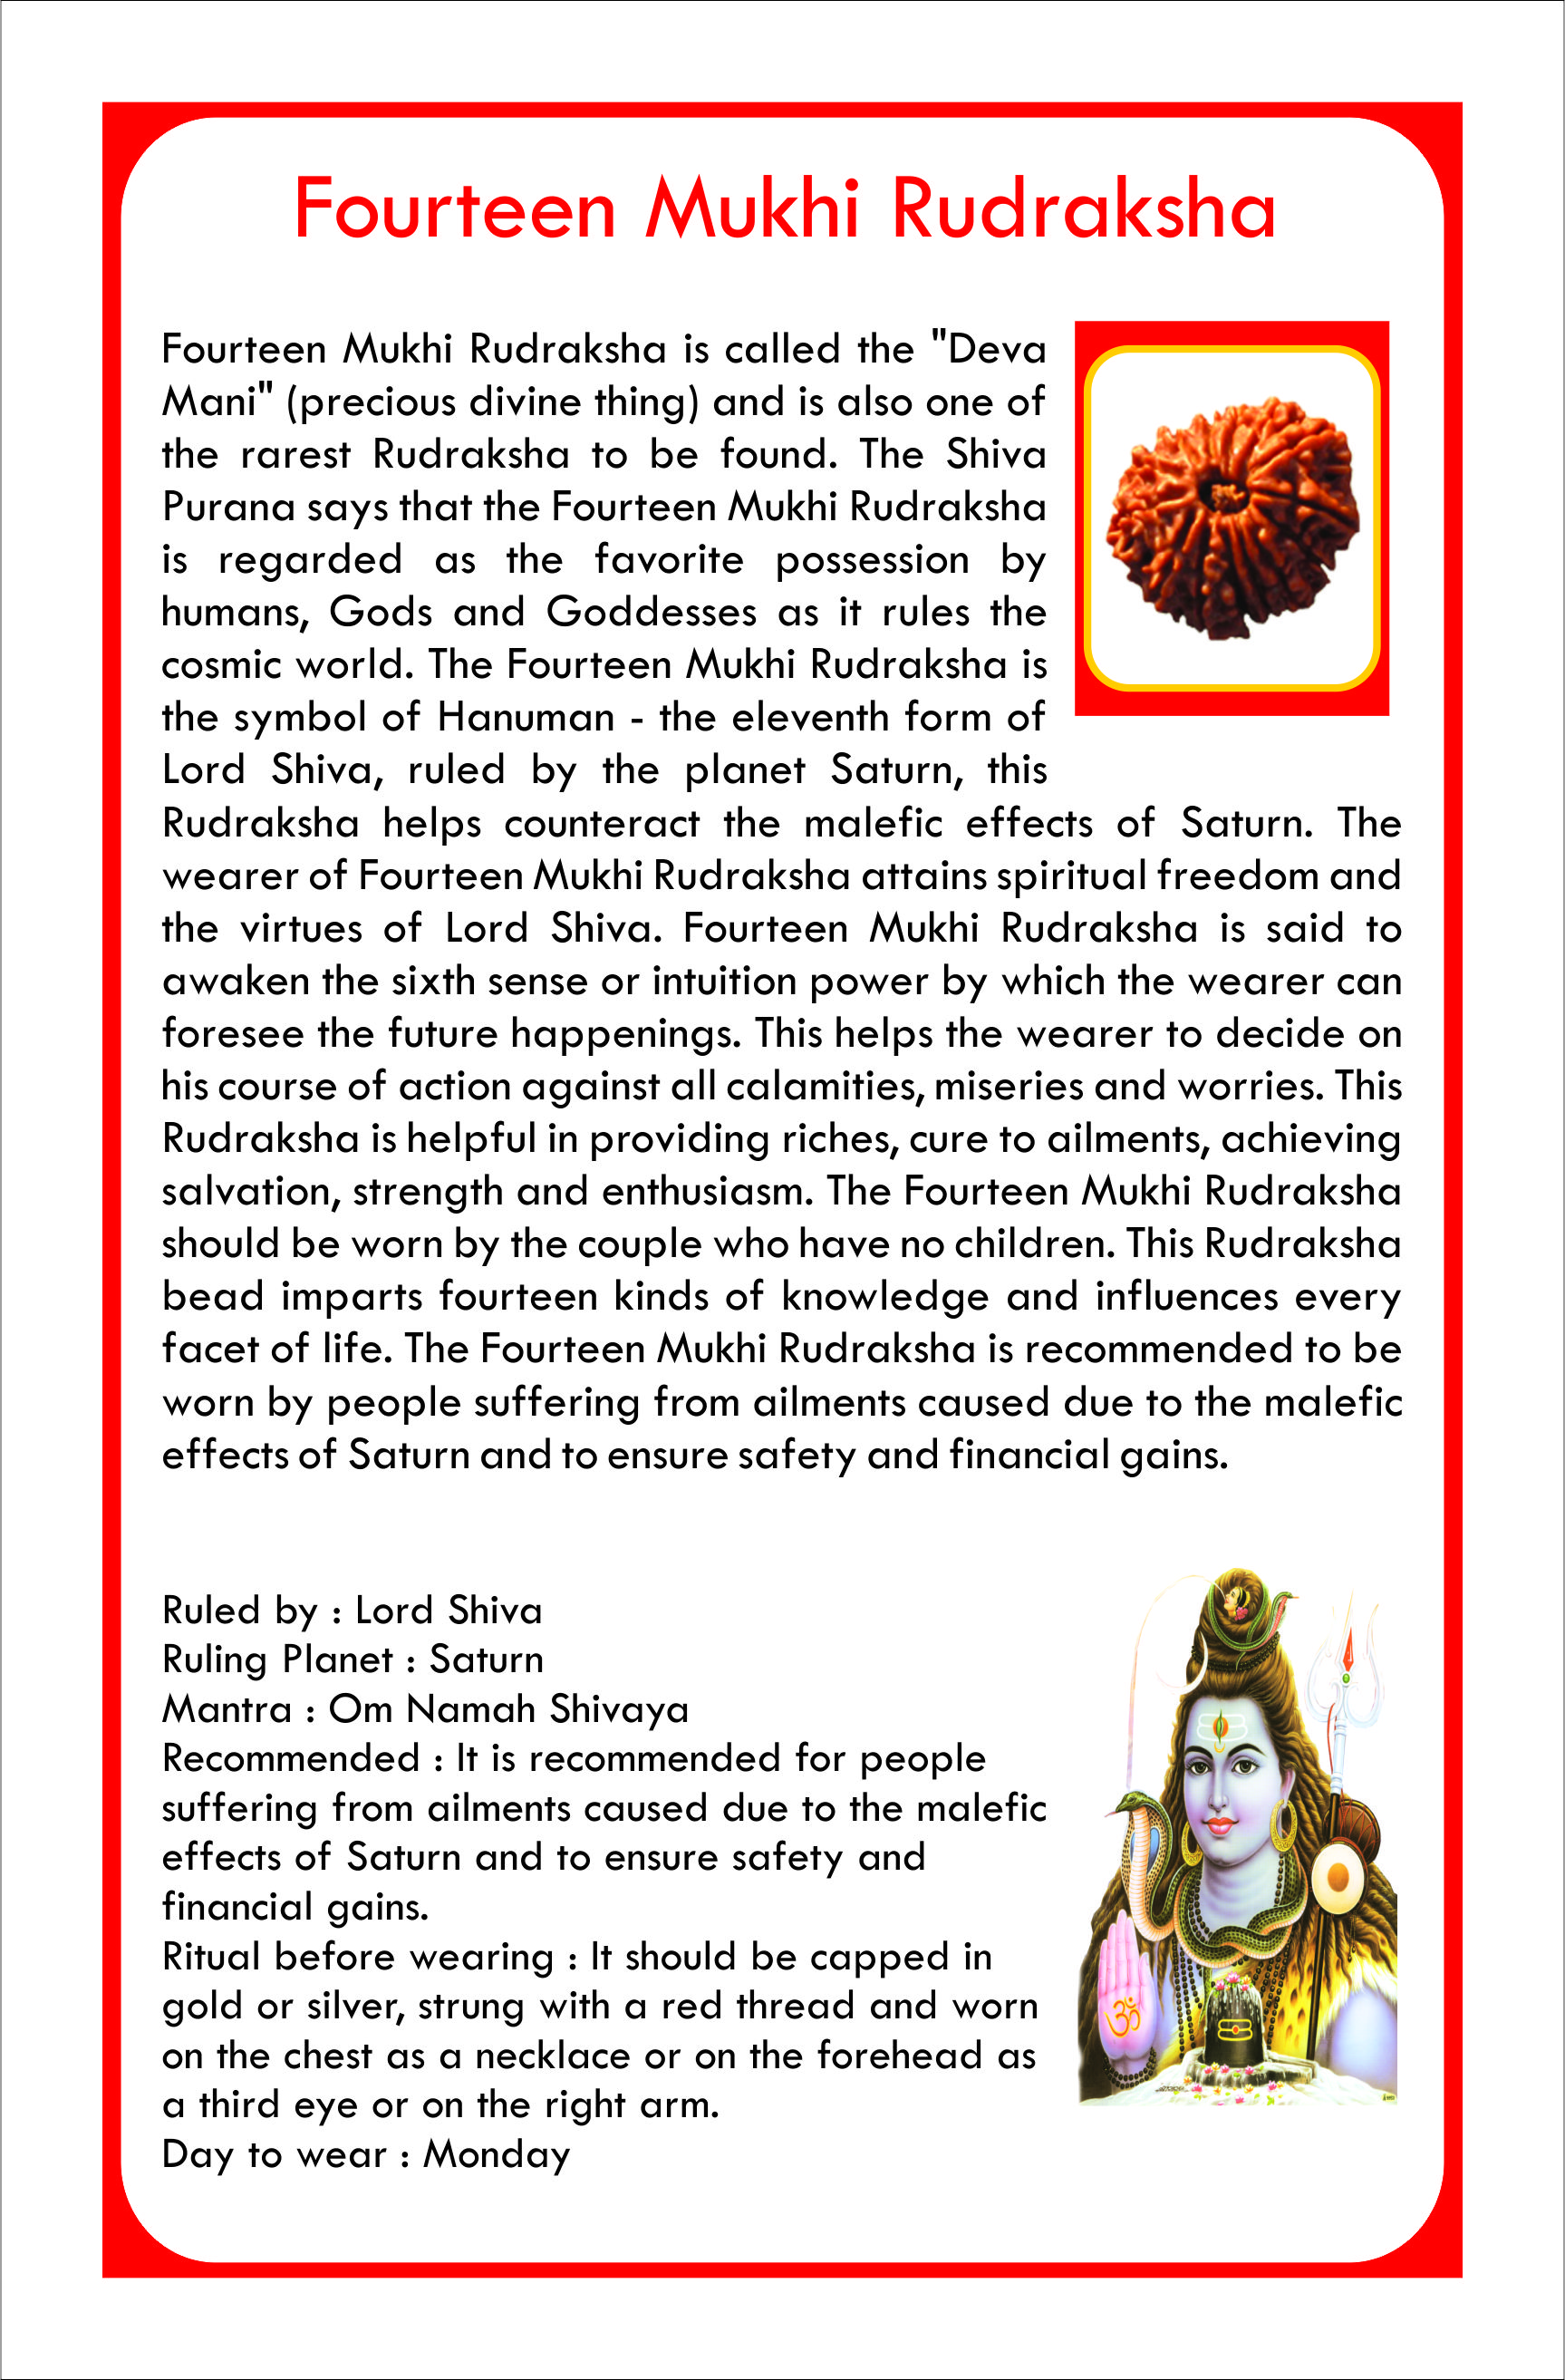 Fourteen Mukhi Rudraksha
Fourteen Mukhi Rudraksha is called the "Deva
Mani" (precious divine thing) and is also one of
the rarest Rudraksha to be found. The Shiva
Purana says that the Fourteen Mukhi Rudraksha
is regarded as the favorite possession by
humans, Gods and Goddesses as it rules the
cosmic world. The Fourteen Mukhi Rudraksha is
the symbol of Hanuman - the eleventh form of
Lord Shiva, ruled by the planet Saturn, this
Rudraksha helps counteract the malefic effects of Saturn. The
wearer of Fourteen Mukhi Rudraksha attains spiritual freedom and
the virtues of Lord Shiva. Fourteen Mukhi Rudraksha is said to
awaken the sixth sense or intuition power by which the wearer can
foresee the future happenings. This helps the wearer to decide on
his course of action against all calamities, miseries and worries. This
Rudraksha is helpful in providing riches, cure to ailments, achieving
salvation, strength and enthusiasm. The Fourteen Mukhi Rudraksha
should be worn by the couple who have no children. This Rudraksha
bead imparts fourteen kinds of knowledge and influences every
facet of life. The Fourteen Mukhi Rudraksha is recommended to be
worn by people suffering from ailments caused due to the malefic
effects of Saturn and to ensure safety and financial gains.
Ruled by : Lord Shiva
Ruling Planet : Saturn
Mantra : Om Namah Shivaya
Recommended : It is recommended for people
suffering from ailments caused due to the malefic
effects of Saturn and to ensure safety and
financial gains.
Ritual before wearing : It should be capped in
gold or silver, strung with a red thread and worn
on the chest as a necklace or on the forehead as
a third eye or on the right arm.
Day to wear : Monday
ॐ